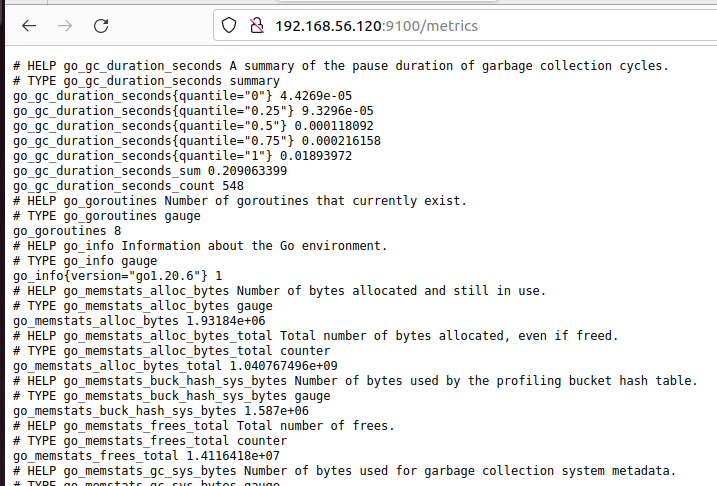 192.168.56.120:9100/metrics
# HELP go_gc_duration_seconds A summary of the pause duration of garbage collection cycles.
# TYPE go_gc_duration_seconds summary
go_gc_duration_seconds{quantile="0"} 4.4269e-05
go_gc_duration_seconds{quantile="0.25"} 9.3296e-05
go_gc_duration_seconds{quantile="0.5"} 0.000118092
go_gc_duration_seconds{quantile="0.75"} 0.000216158
go_gc_duration_seconds{quantile="1"} 0.01893972
go_gc_duration_seconds_sum 0.209063399
go_gc_duration_seconds_count 548
# HELP go_goroutines Number of goroutines that currently exist.
# TYPE go_goroutines gauge
go_goroutines 8
# HELP go_info Information about the Go environment.
# TYPE go_info gauge
go_info{version="go1.20.6"} 1
# HELP go_memstats_alloc_bytes Number of bytes allocated and still in use.
# TYPE go_memstats_alloc_bytes gauge
go_memstats_alloc_bytes 1.93184e+06
# HELP go_memstats_alloc_bytes_total Total number of bytes allocated, even if freed.
# TYPE go_memstats_alloc_bytes_total counter
go_memstats_alloc_bytes_total 1.040767496e+09
# HELP go_memstats_buck_hash_sys_bytes Number of bytes used by the profiling bucket hash table.
# TYPE go_memstats_buck_hash_sys_bytes gauge
go_memstats_buck_hash_sys_bytes 1.587e+06
# HELP go_memstats_frees_total Total number of frees.
# TYPE go_memstats_frees_total counter
go_memstats_frees_total 1.4116418e+07
# HELP go_memstats_gc_sys_bytes Number of bytes used for garbage collection system metadata.
# TYPE go_memstats_gc_sys_bytes gauge